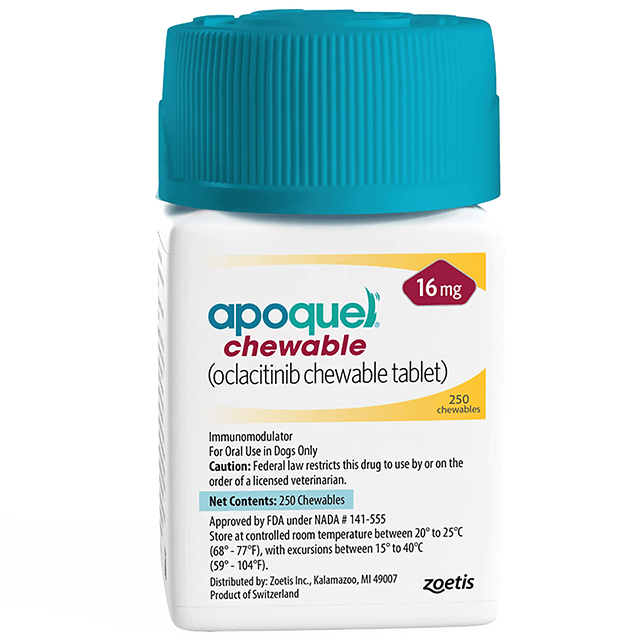 16 mg
apoquel®
chewable
(oclacitinib chewable tablet)
250
chewables
Immunomodulator
For Oral Use in Dogs Only
Caution: Federal law restricts this drug to use by or on the
order of a licensed veterinarian.
Net Contents: 250 Chewables
Approved by FDA under NADA # 141-555
Store at controlled room temperature between 20° to 25°C
(68° - 77°F), with excursions between 15° to 40°C
(59° - 104°F).
Distributed by: Zoetis Inc., Kalamazoo, MI 49007
Product of Switzerland
zoetis